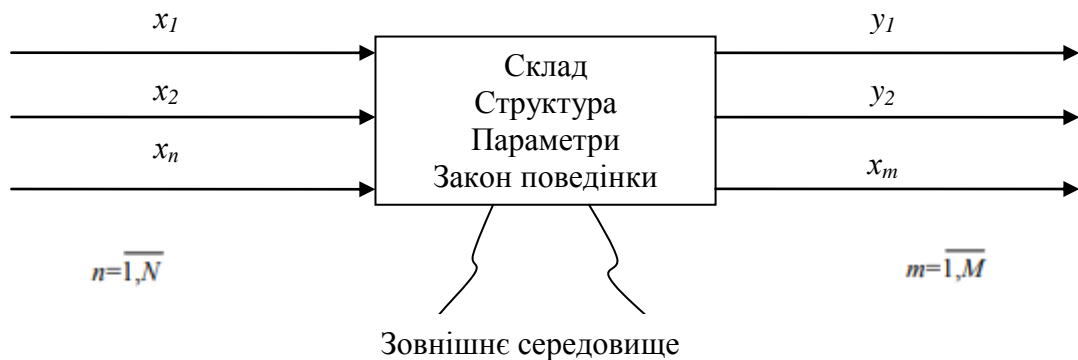 x₁ y₁
Склад
x₂ Структура y₂
Параметри
xₙ Закон поведінки xₘ
n=1,N̅ m=1,M̅
Зовнішнє середовище